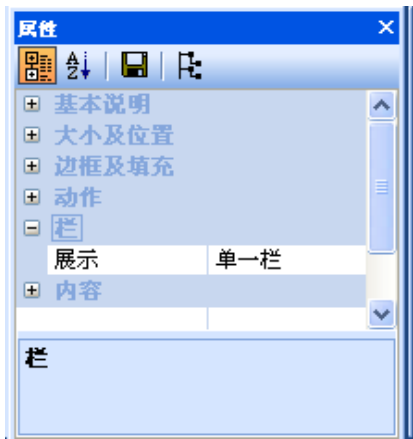 属性
基本说明
大小及位置
边框及填充
动作
栏
展示 单一栏
内容
栏